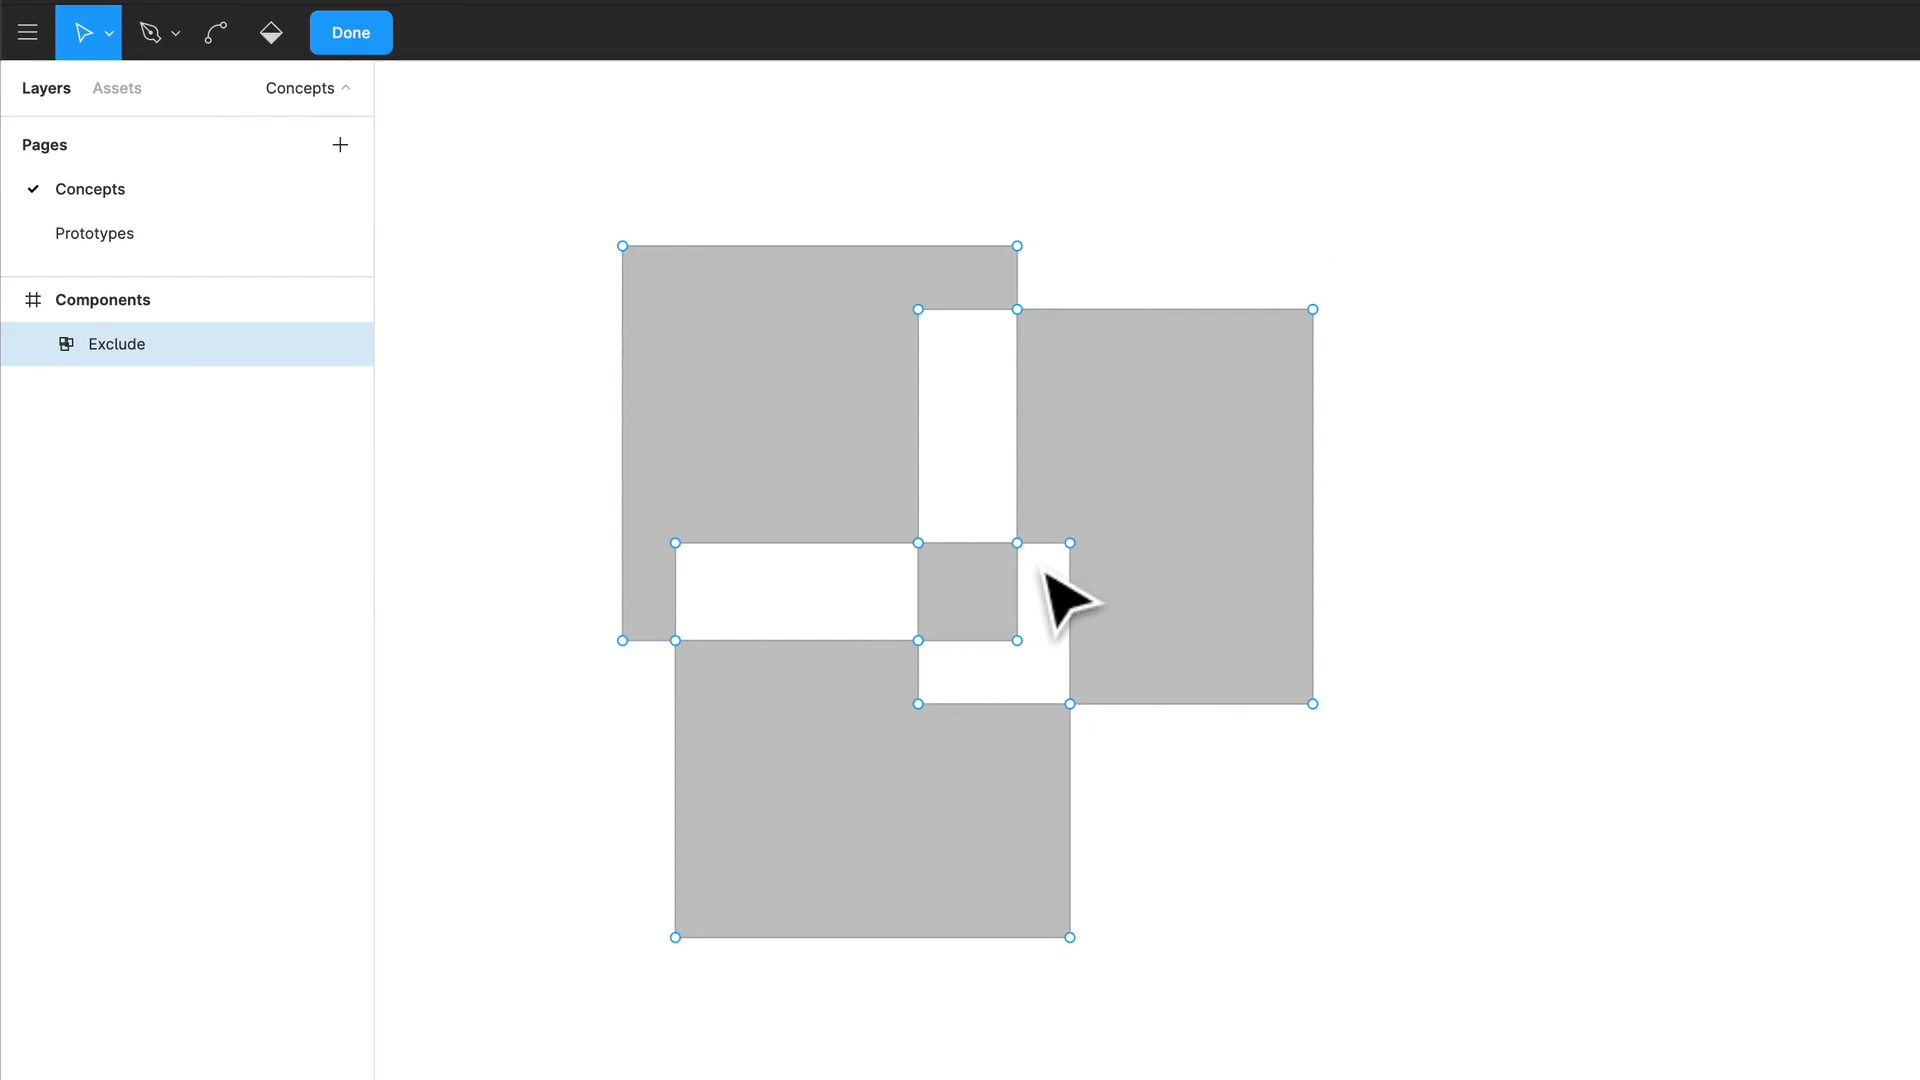 Done
Layers Assets Concepts
Pages
Concepts
Prototypes
Components
Exclude